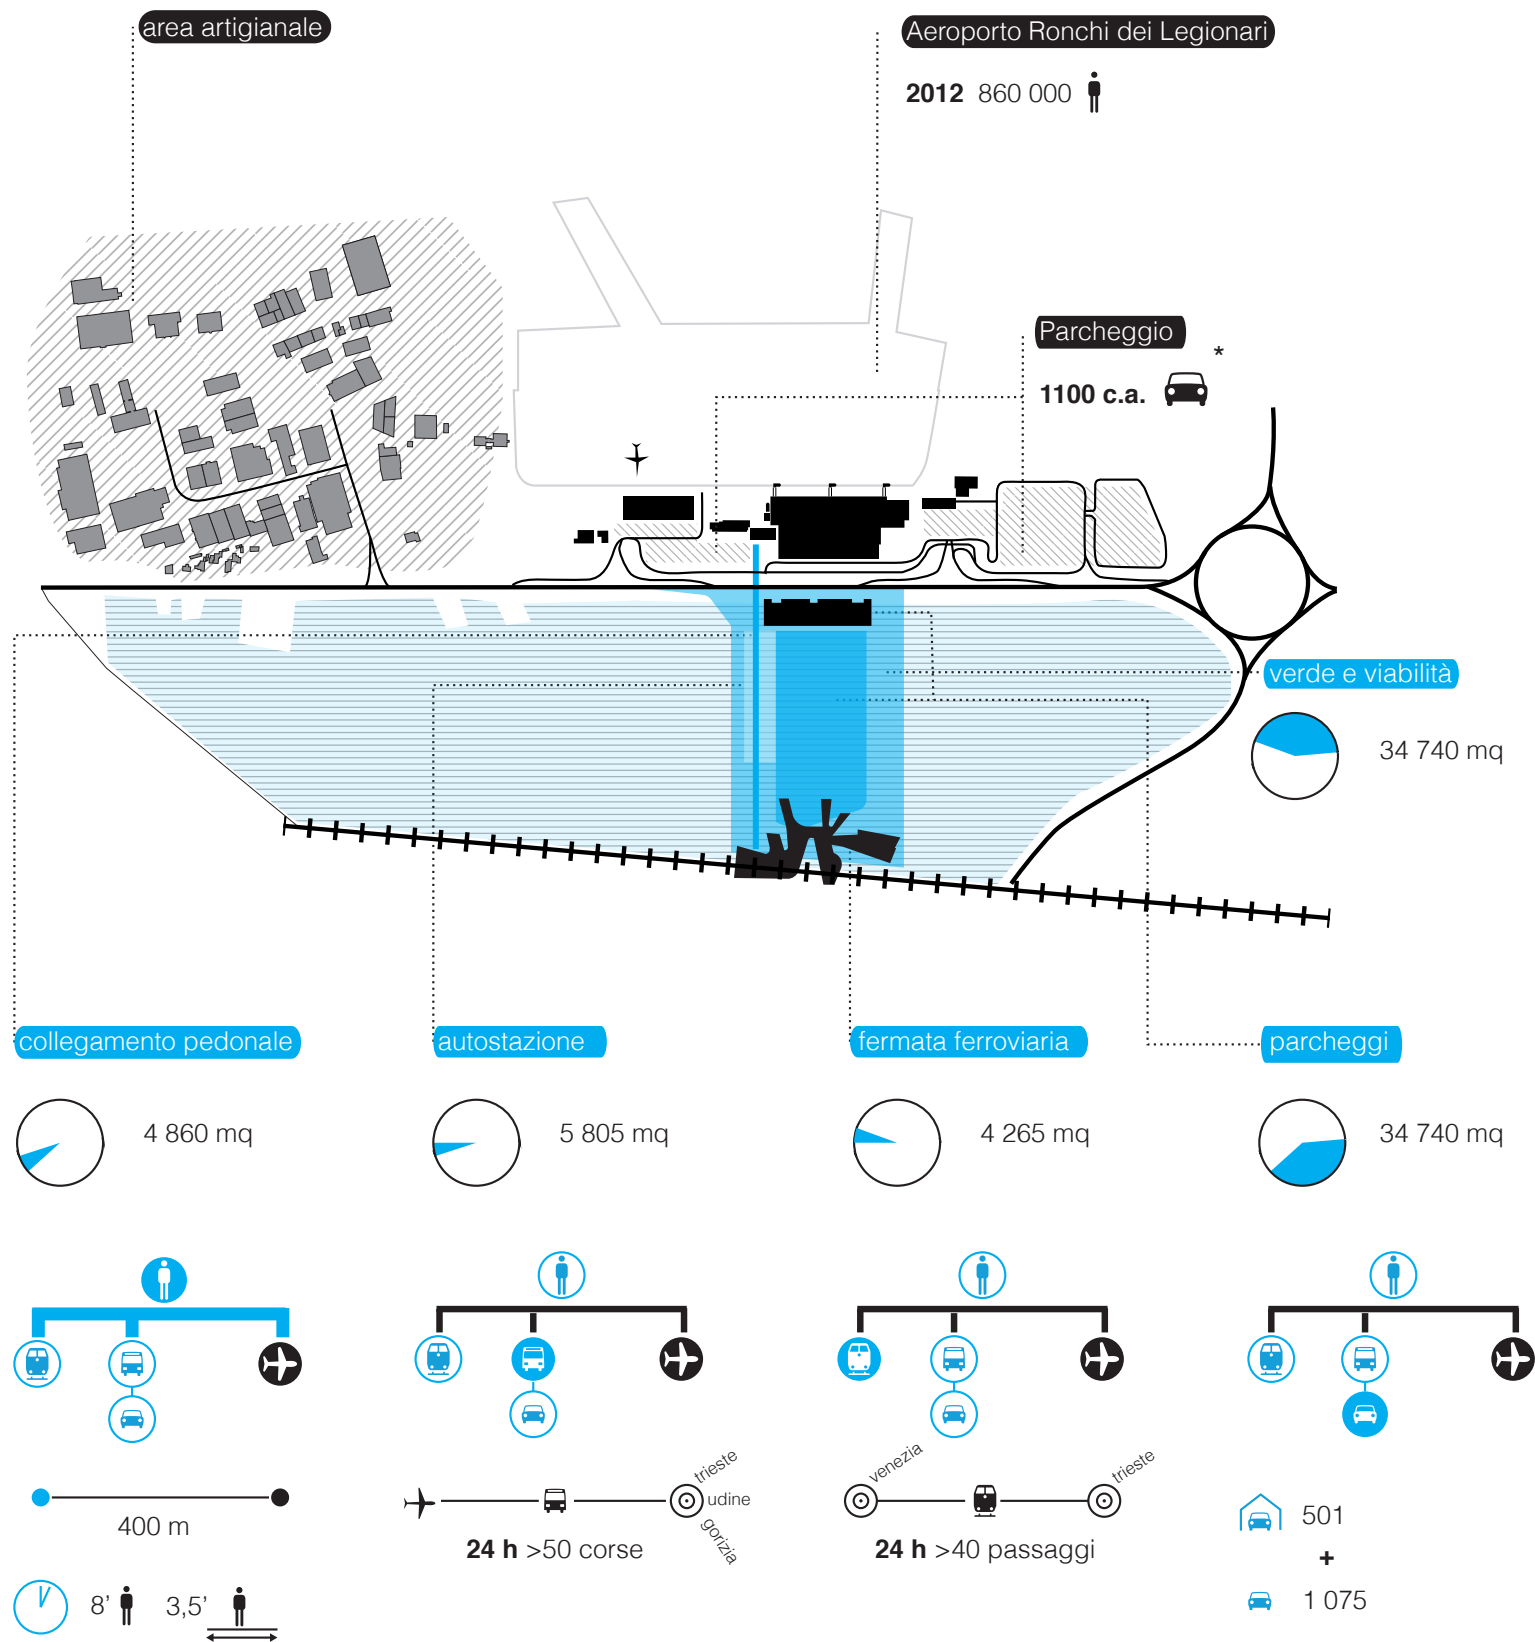 area artigianale
Aeroporto Ronchi dei Legionari
2012 860 000
Parcheggio
*
1100 c.a.
verde e viabilità
34 740 mq
collegamento pedonale
autostazione
fermata ferroviaria
parcheggi
4 860 mq
5 805 mq
4 265 mq
34 740 mq
400 m
8’ 3,5’
trieste
udine
gorizia
24 h >50 corse
venezia
trieste
24 h >40 passaggi
501
+
1 075